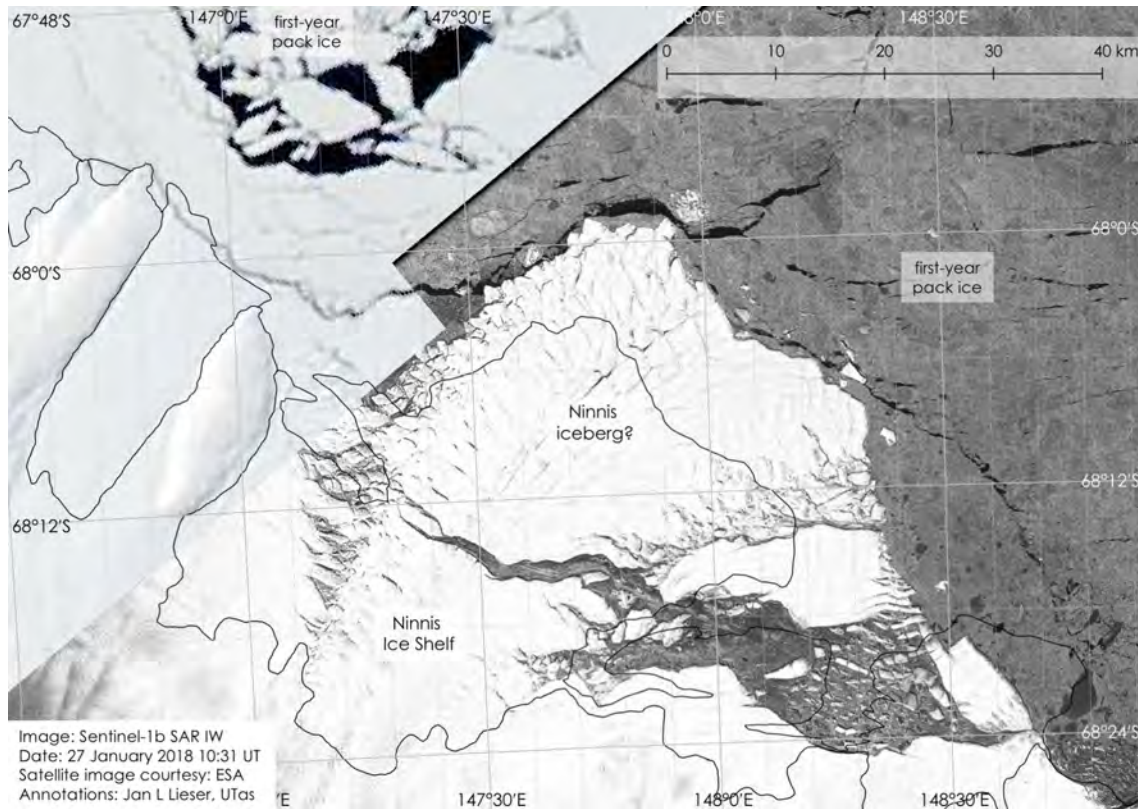 67°48'S
147°0'E
147°30'E
148°0'E
148°30'E
first-year
pack ice
0 10 20 30 40 km
68°0'S
68°0'S
first-year
pack ice
Ninnis
iceberg?
68°12'S
68°12'S
Ninnis
Ice Shelf
68°24'S
Image: Sentinel-1b SAR IW
Date: 27 January 2018 10:31 UT
Satellite image courtesy: ESA
Annotations: Jan L Lieser, UTas
147°30'E
148°0'E
148°30'E